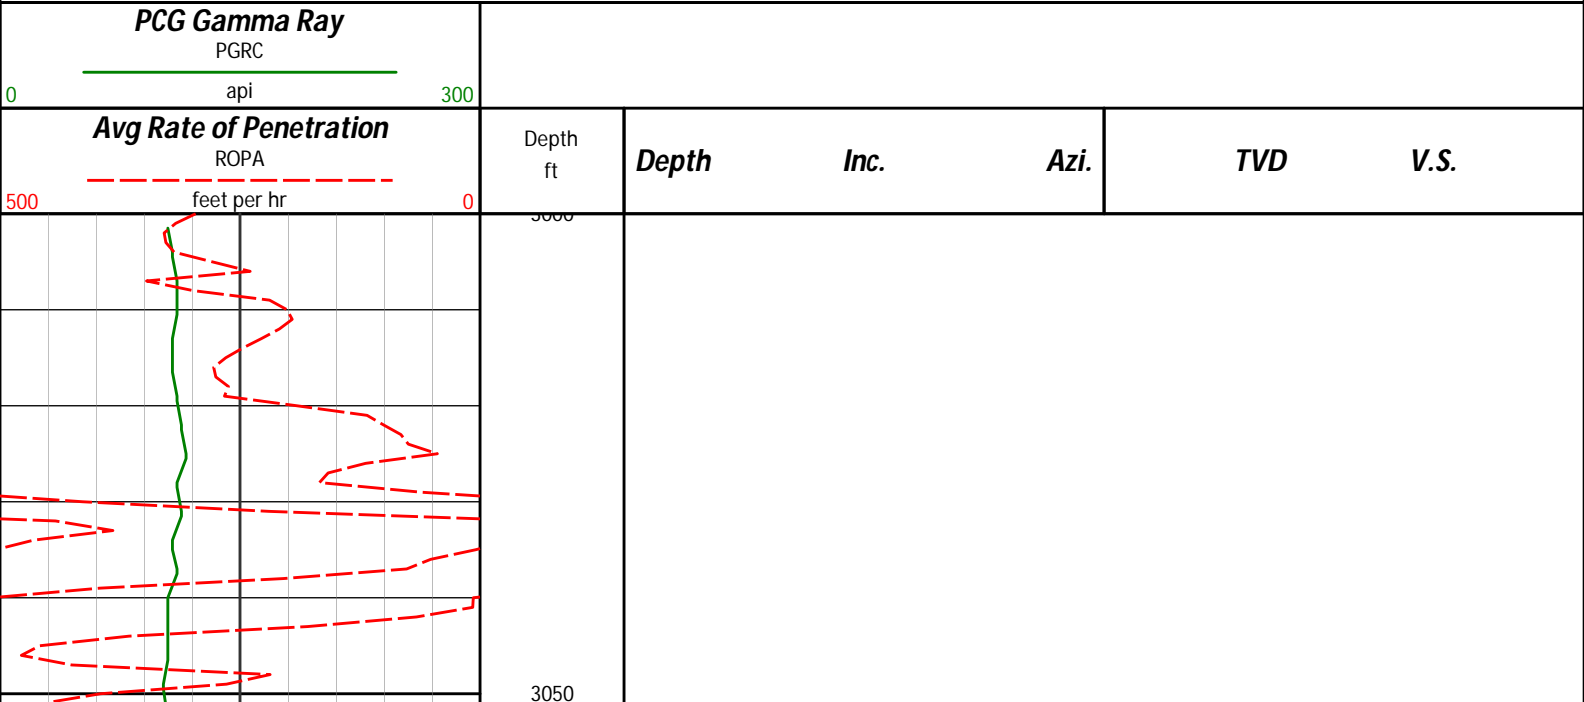 PCG Gamma Ray
PGRC
0 api 300
Avg Rate of Penetration
ROPA
500 feet per hr 0
Depth
ft
Depth Inc. Azi. TVD V.S.
3000
3050